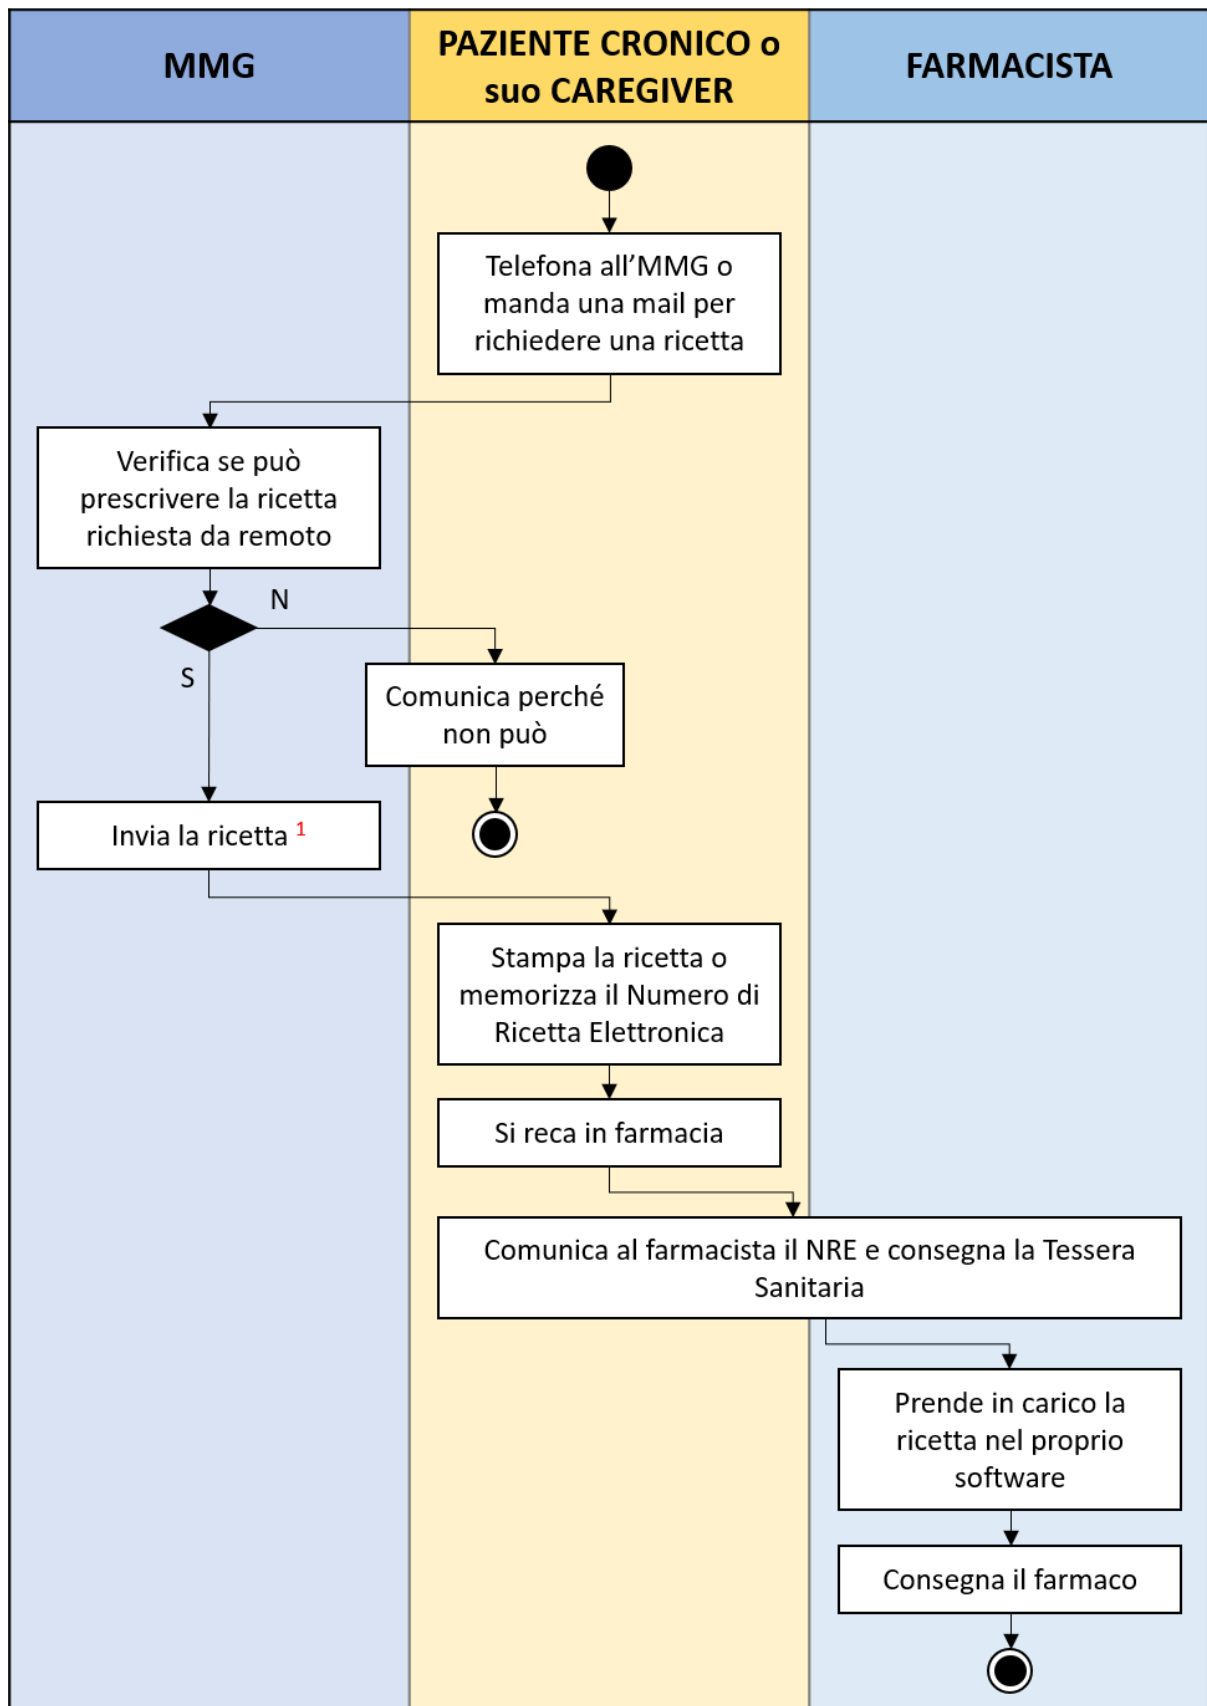 MMG
PAZIENTE CRONICO o
suo CAREGIVER
FARMACISTA
Telefona all’MMG o
manda una mail per
richiedere una ricetta
Verifica se può
prescrivere la ricetta
richiesta da remoto
N
S
Comunica perché
non può
Invia la ricetta 1
Stampa la ricetta o
memorizza il Numero di
Ricetta Elettronica
Si reca in farmacia
Comunica al farmacista il NRE e consegna la Tessera
Sanitaria
Prende in carico la
ricetta nel proprio
software
Consegna il farmaco